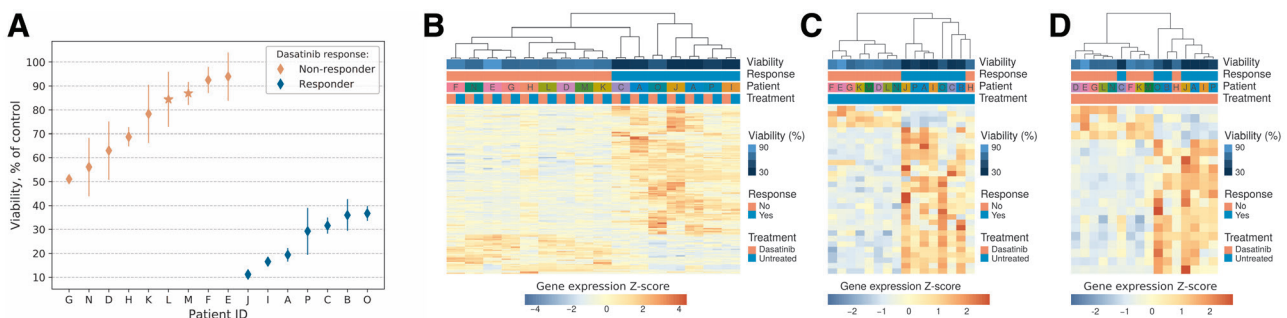 A
Dasatinib response:
Non-responder
Responder
Viability, % of control
100
90
80
70
60
50
40
30
20
10
G N D H K L M F E J I A P C B O
Patient ID
B
Viability
Response
Patient
Treatment
Viability (%)
90
30
Response
No
Yes
Treatment
Dasatinib
Untreated
Gene expression Z-score
−4 −2 0 2 4
C
Viability
Response
Patient
Treatment
Viability (%)
90
30
Response
No
Yes
Treatment
Dasatinib
Untreated
Gene expression Z-score
−2 −1 0 1 2
D
Viability
Response
Patient
Treatment
Viability (%)
90
30
Response
No
Yes
Treatment
Dasatinib
Untreated
Gene expression Z-score
−2 −1 0 1 2